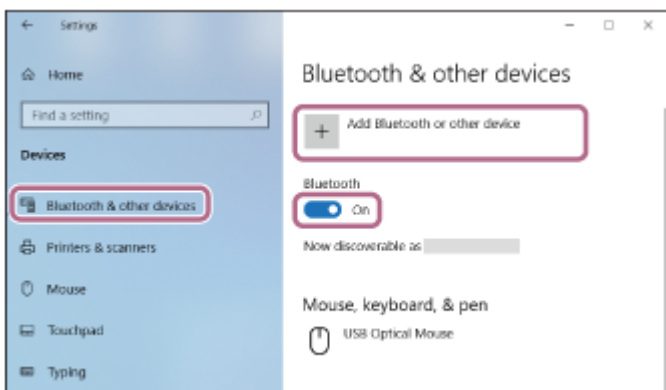 Settings
Home
Find a setting
Devices
Bluetooth & other devices
Printers & scanners
Mouse
Touchpad
Typing
Bluetooth & other devices
Add Bluetooth or other device
Bluetooth
On
Now discoverable as
Mouse, keyboard, & pen
USB Optical Mouse